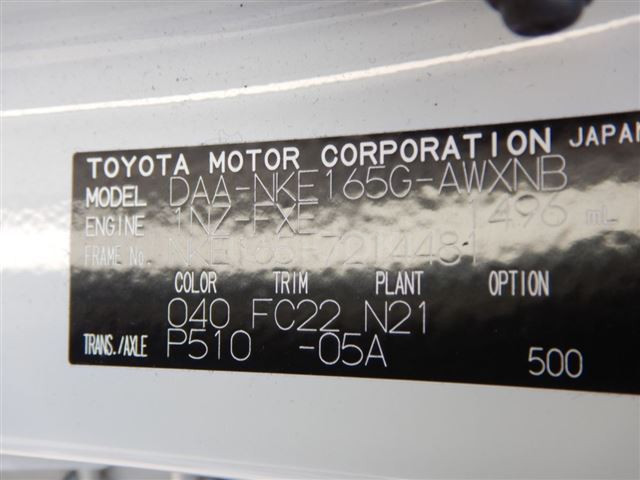 TOYOTA MOTOR CORPORATION JAPAN
MODEL DAA-NKE165G-AWXNB
ENGINE 1NZ-FXE 1496 mL
FRAME No. NKE165-7214481
COLOR TRIM PLANT OPTION
040 FC22 N21
TRANS./AXLE P510 -05A 500